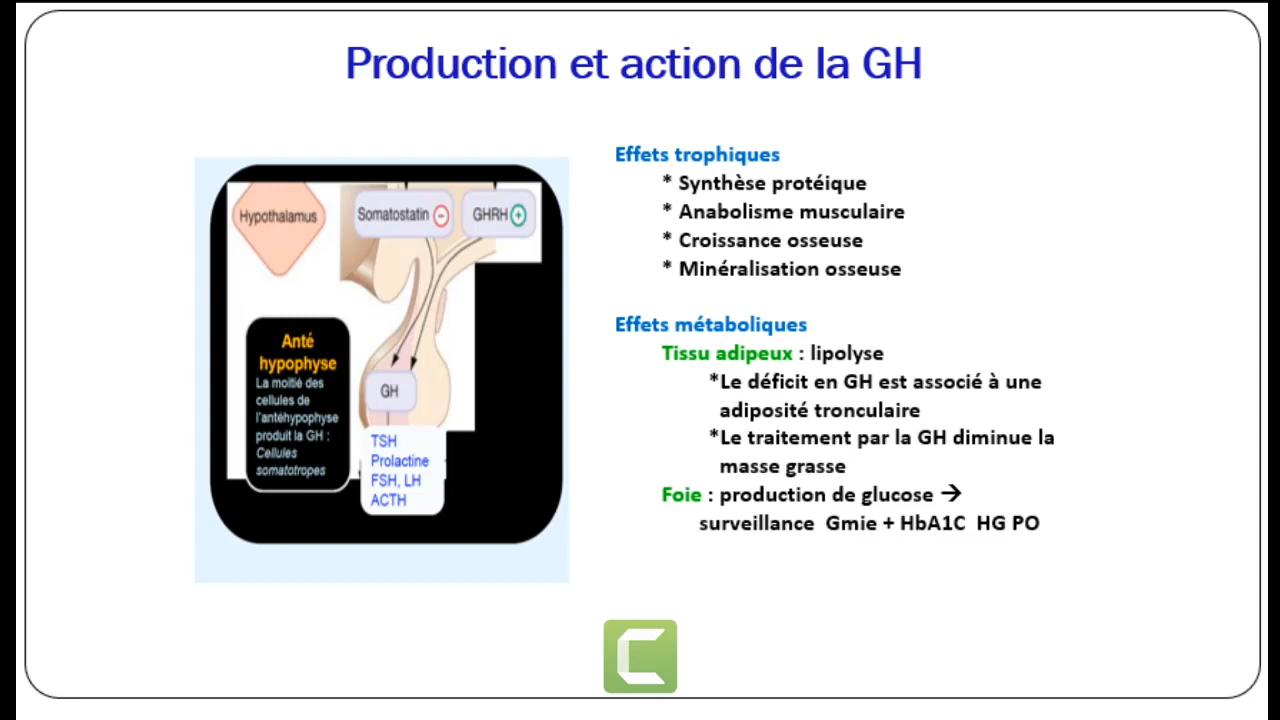 Production et action de la GH
Hypothalamus
Somatostatin −
GHRH +
Anté
hypophyse
La moitié des
cellules de
l'antéhypophyse
produit la GH :
Cellules
somatotropes
GH
TSH
Prolactine
FSH, LH
ACTH
Effets trophiques
* Synthèse protéique
* Anabolisme musculaire
* Croissance osseuse
* Minéralisation osseuse
Effets métaboliques
Tissu adipeux : lipolyse
*Le déficit en GH est associé à une
adiposité tronculaire
*Le traitement par la GH diminue la
masse grasse
Foie : production de glucose →
surveillance Gmie + HbA1C HG PO